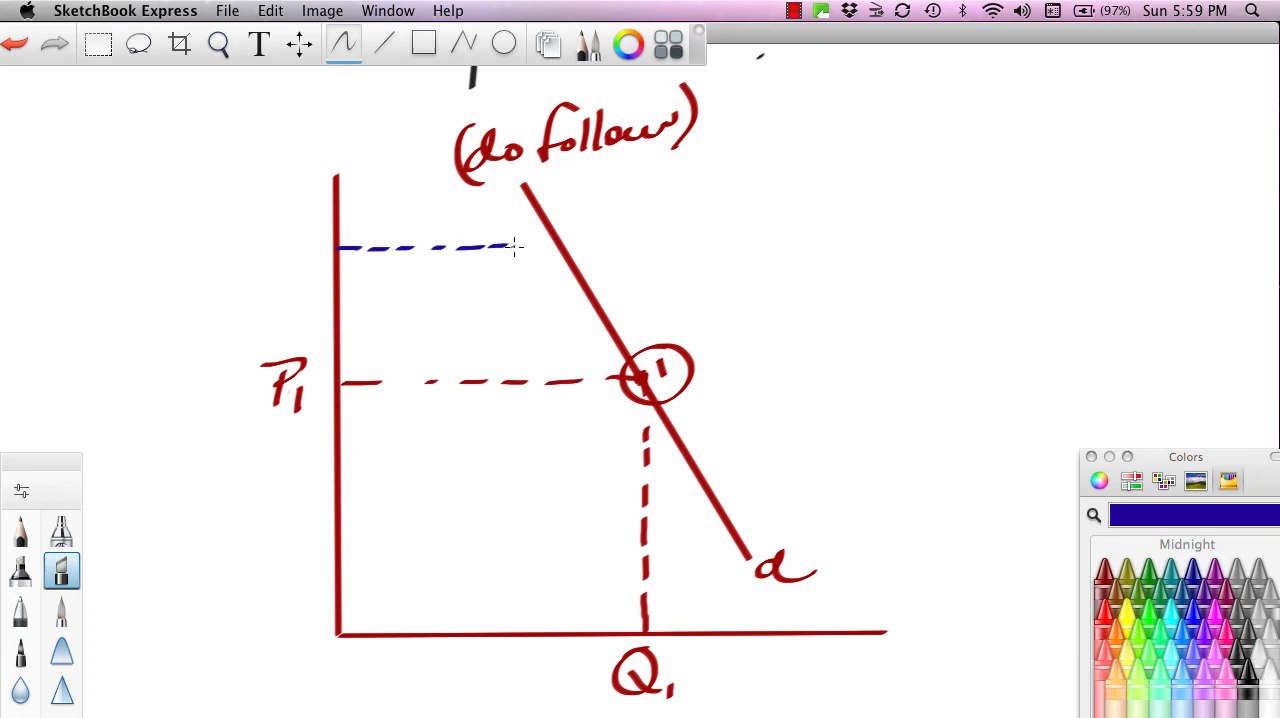 SketchBook Express File Edit Image Window Help (97%) Sun 5:59 PM
T
(do follow)
P1
1
d
Q1
Colors
Midnight